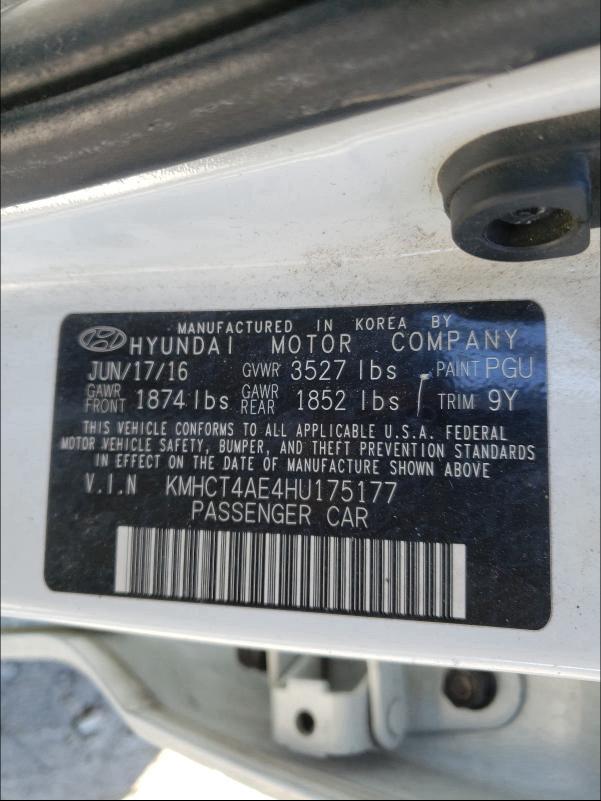 MANUFACTURED IN KOREA BY
HYUNDAI MOTOR COMPANY
JUN/17/16 GVWR 3527 lbs PAINT PGU
GAWR FRONT 1874 lbs GAWR REAR 1852 lbs TRIM 9Y
THIS VEHICLE CONFORMS TO ALL APPLICABLE U.S.A. FEDERAL
MOTOR VEHICLE SAFETY, BUMPER, AND THEFT PREVENTION STANDARDS
IN EFFECT ON THE DATE OF MANUFACTURE SHOWN ABOVE
V.I.N KMHCT4AE4HU175177
PASSENGER CAR